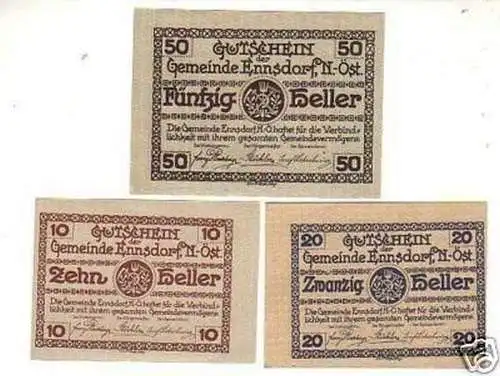 50 GUTSCHEIN 50
der
Gemeinde Ennsdorf, N.-Öst.
Fünfzig Heller
Die Gemeinde Ennsdorf, N.-Ö. haftet für die Verbind-
lichkeit mit ihrem gesamten Gemeindevermögen.
50 50
10 GUTSCHEIN 10
der
Gemeinde Ennsdorf, N.-Öst.
Zehn Heller
Die Gemeinde Ennsdorf, N.-Ö. haftet für die Verbind-
lichkeit mit ihrem gesamten Gemeindevermögen.
10 10
20 GUTSCHEIN 20
der
Gemeinde Ennsdorf, N.-Öst.
Zwanzig Heller
Die Gemeinde Ennsdorf, N.-Ö. haftet für die Verbind-
lichkeit mit ihrem gesamten Gemeindevermögen.
20 20